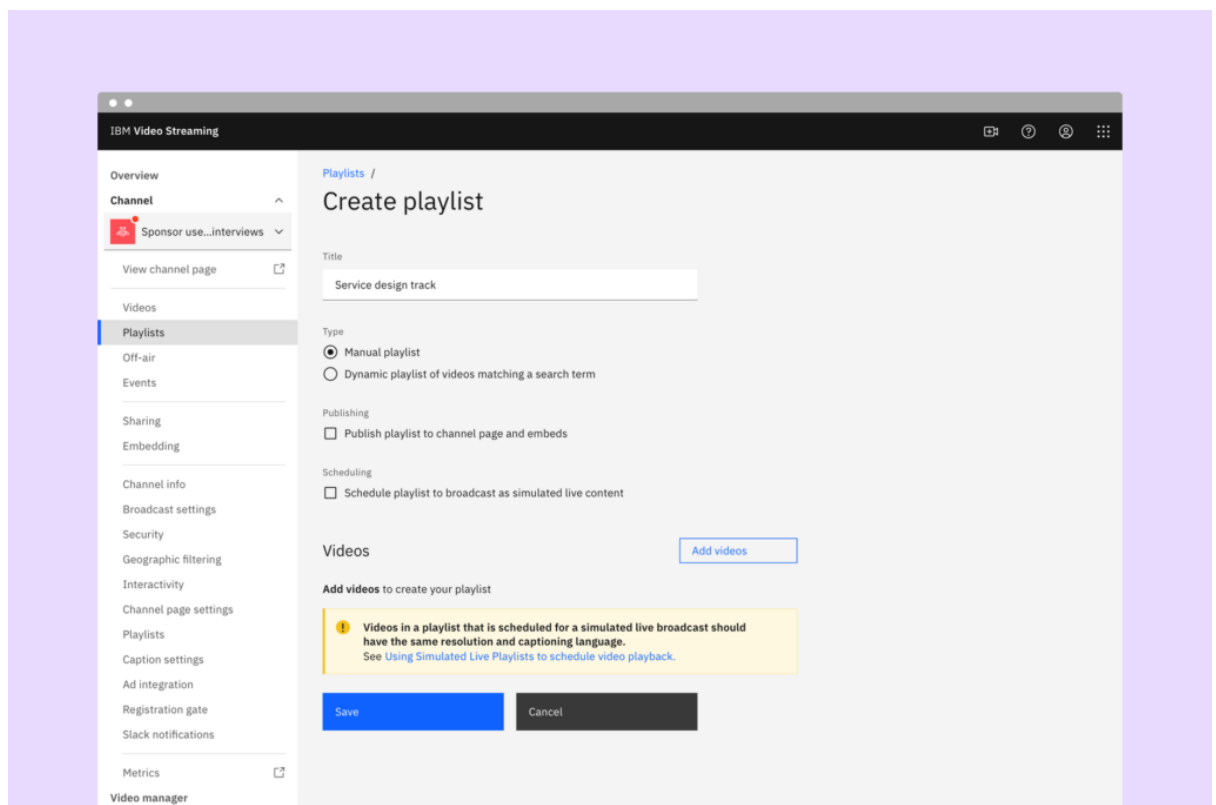 IBM Video Streaming
Overview
Channel
Sponsor use...interviews
View channel page
Videos
Playlists
Off-air
Events
Sharing
Embedding
Channel info
Broadcast settings
Security
Geographic filtering
Interactivity
Channel page settings
Playlists
Caption settings
Ad integration
Registration gate
Slack notifications
Metrics
Video manager
Playlists /
Create playlist
Title
Service design track
Type
Manual playlist
Dynamic playlist of videos matching a search term
Publishing
Publish playlist to channel page and embeds
Scheduling
Schedule playlist to broadcast as simulated live content
Videos
Add videos
Add videos to create your playlist
Videos in a playlist that is scheduled for a simulated live broadcast should
have the same resolution and captioning language.
See Using Simulated Live Playlists to schedule video playback.
Save
Cancel